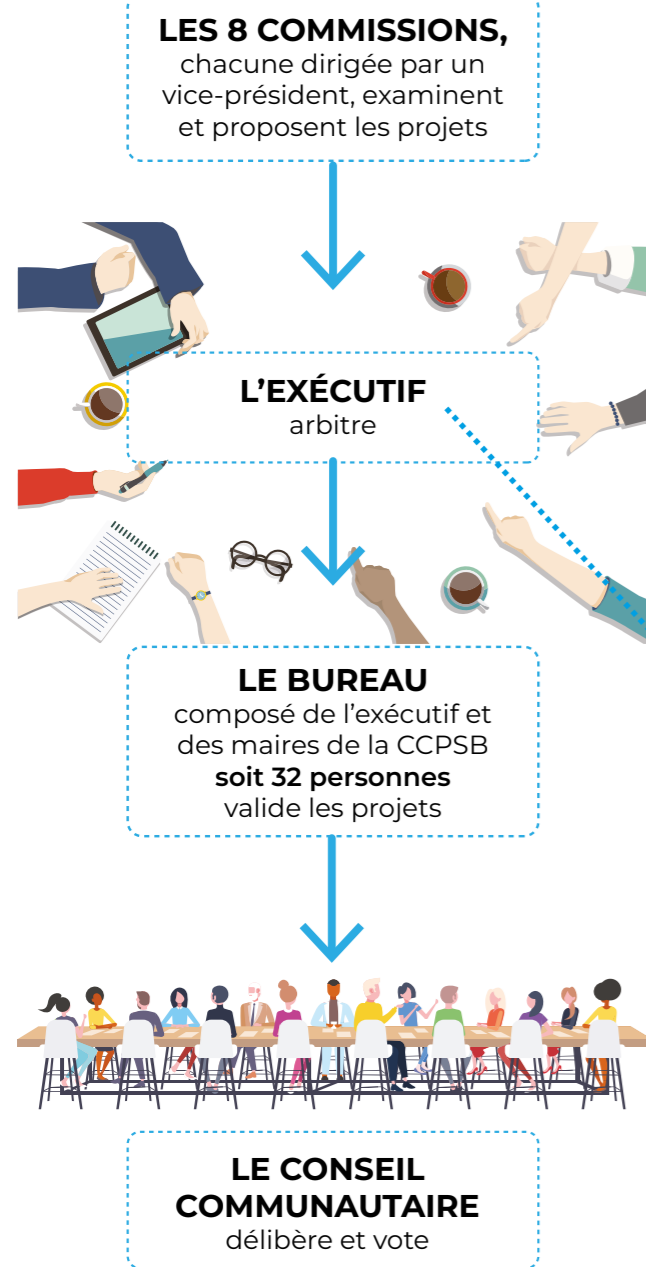 LES 8 COMMISSIONS,
chacune dirigée par un
vice-président, examinent
et proposent les projets
L'EXÉCUTIF
arbitre
LE BUREAU
composé de l'exécutif et
des maires de la CCPSB
soit 32 personnes
valide les projets
LE CONSEIL
COMMUNAUTAIRE
délibère et vote